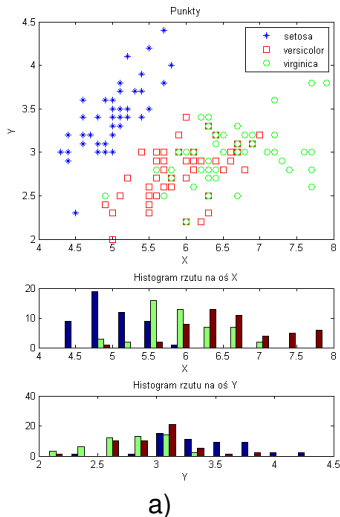 Punkty
4.5
4
3.5
3
2.5
2
Y
setosa
versicolor
virginica
4 4.5 5 5.5 6 6.5 7 7.5 8
X
Histogram rzutu na oś X
20
10
0
4 4.5 5 5.5 6 6.5 7 7.5 8
X
Histogram rzutu na oś Y
40
20
0
2 2.5 3 3.5 4 4.5
Y
a)